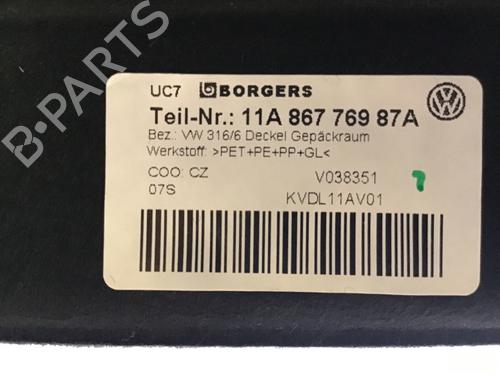 UC7 BORGERS
Teil-Nr.: 11A 867 769 87A
Bez.: VW 316/6 Deckel Gepäckraum
Werkstoff: >PET+PE+PP+GL<
COO: CZ V038351 1
07S KVDL11AV01
B-PARTS